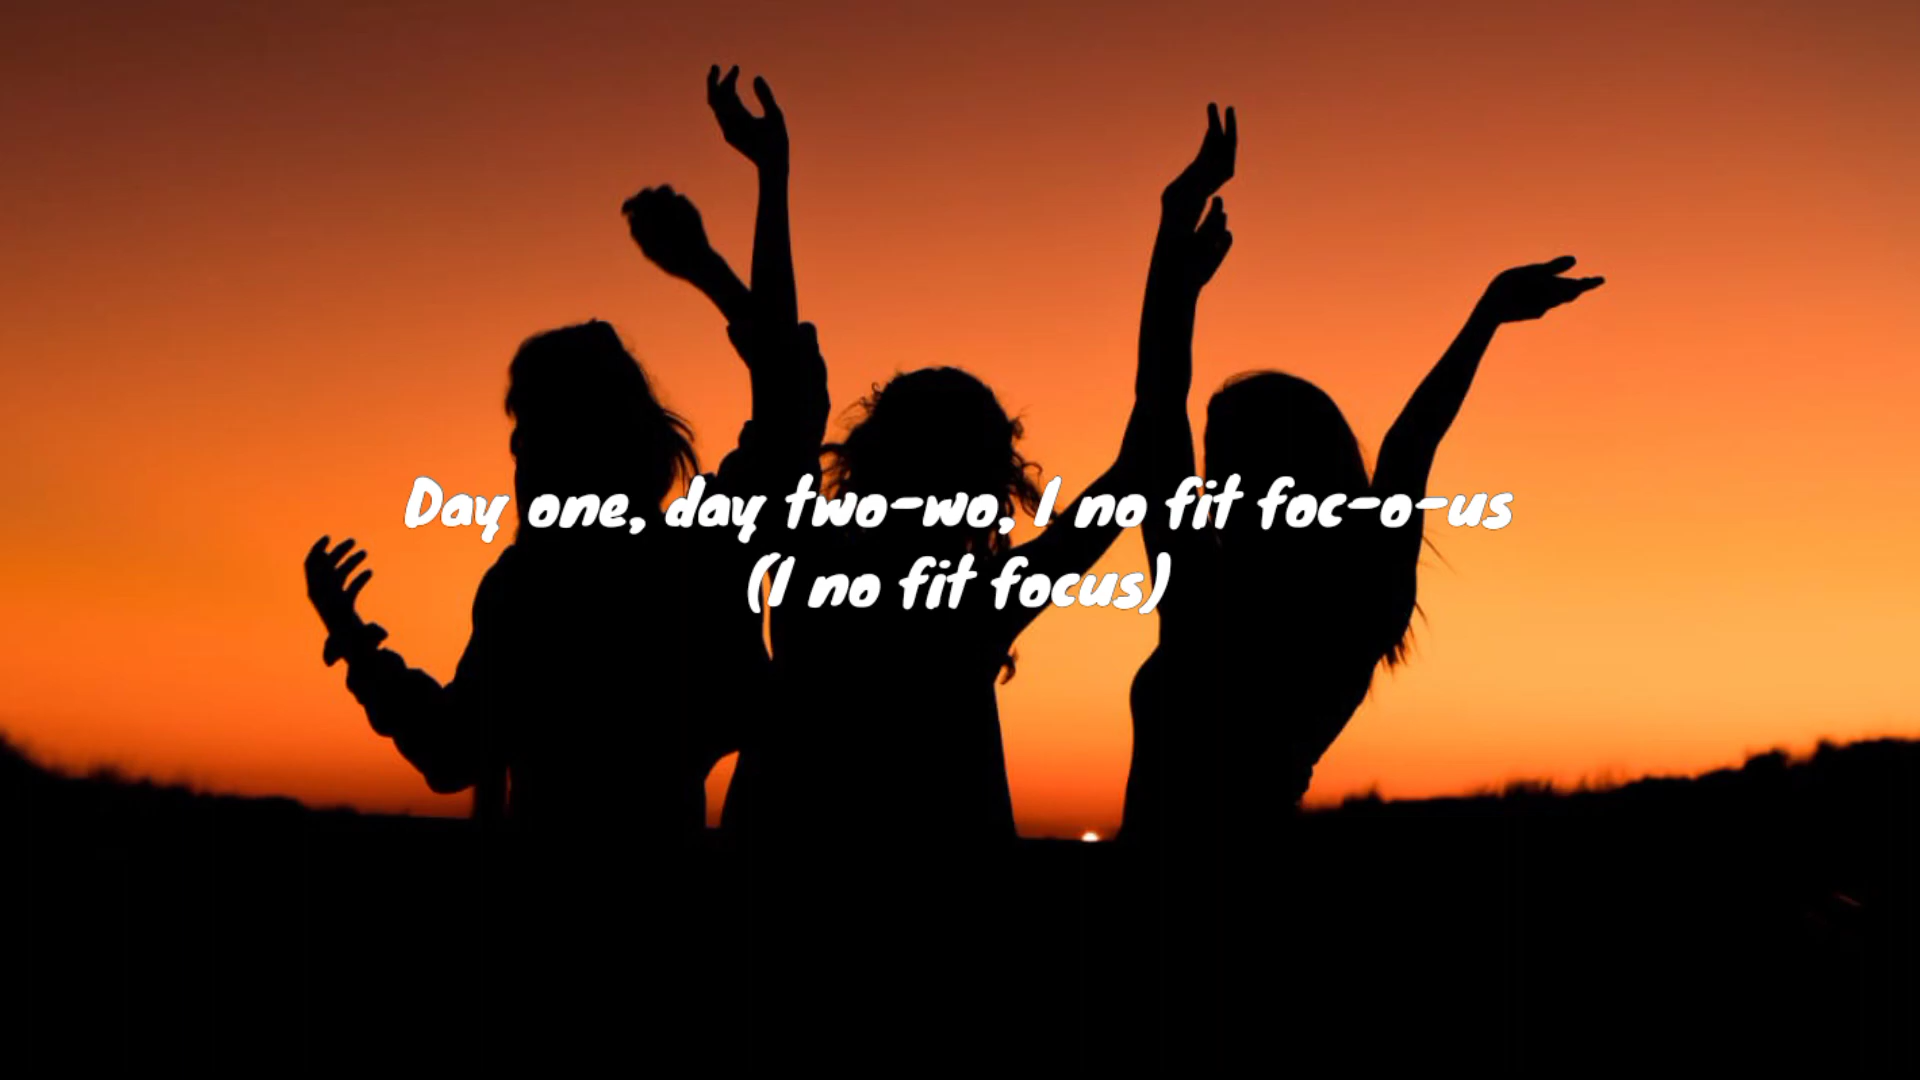 Day one, day two-wo, I no fit foc-o-us
(I no fit focus)